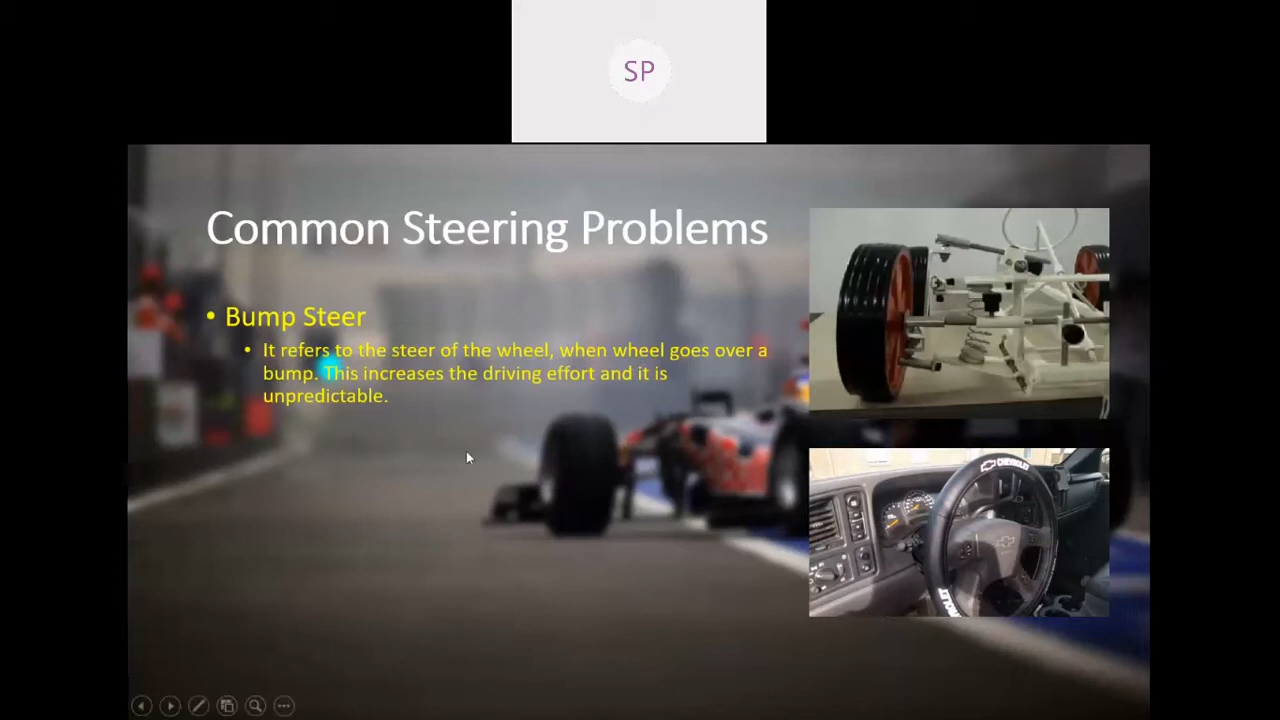 SP
Common Steering Problems
• Bump Steer
• It refers to the steer of the wheel, when wheel goes over a
bump. This increases the driving effort and it is
unpredictable.
CHEVROLET